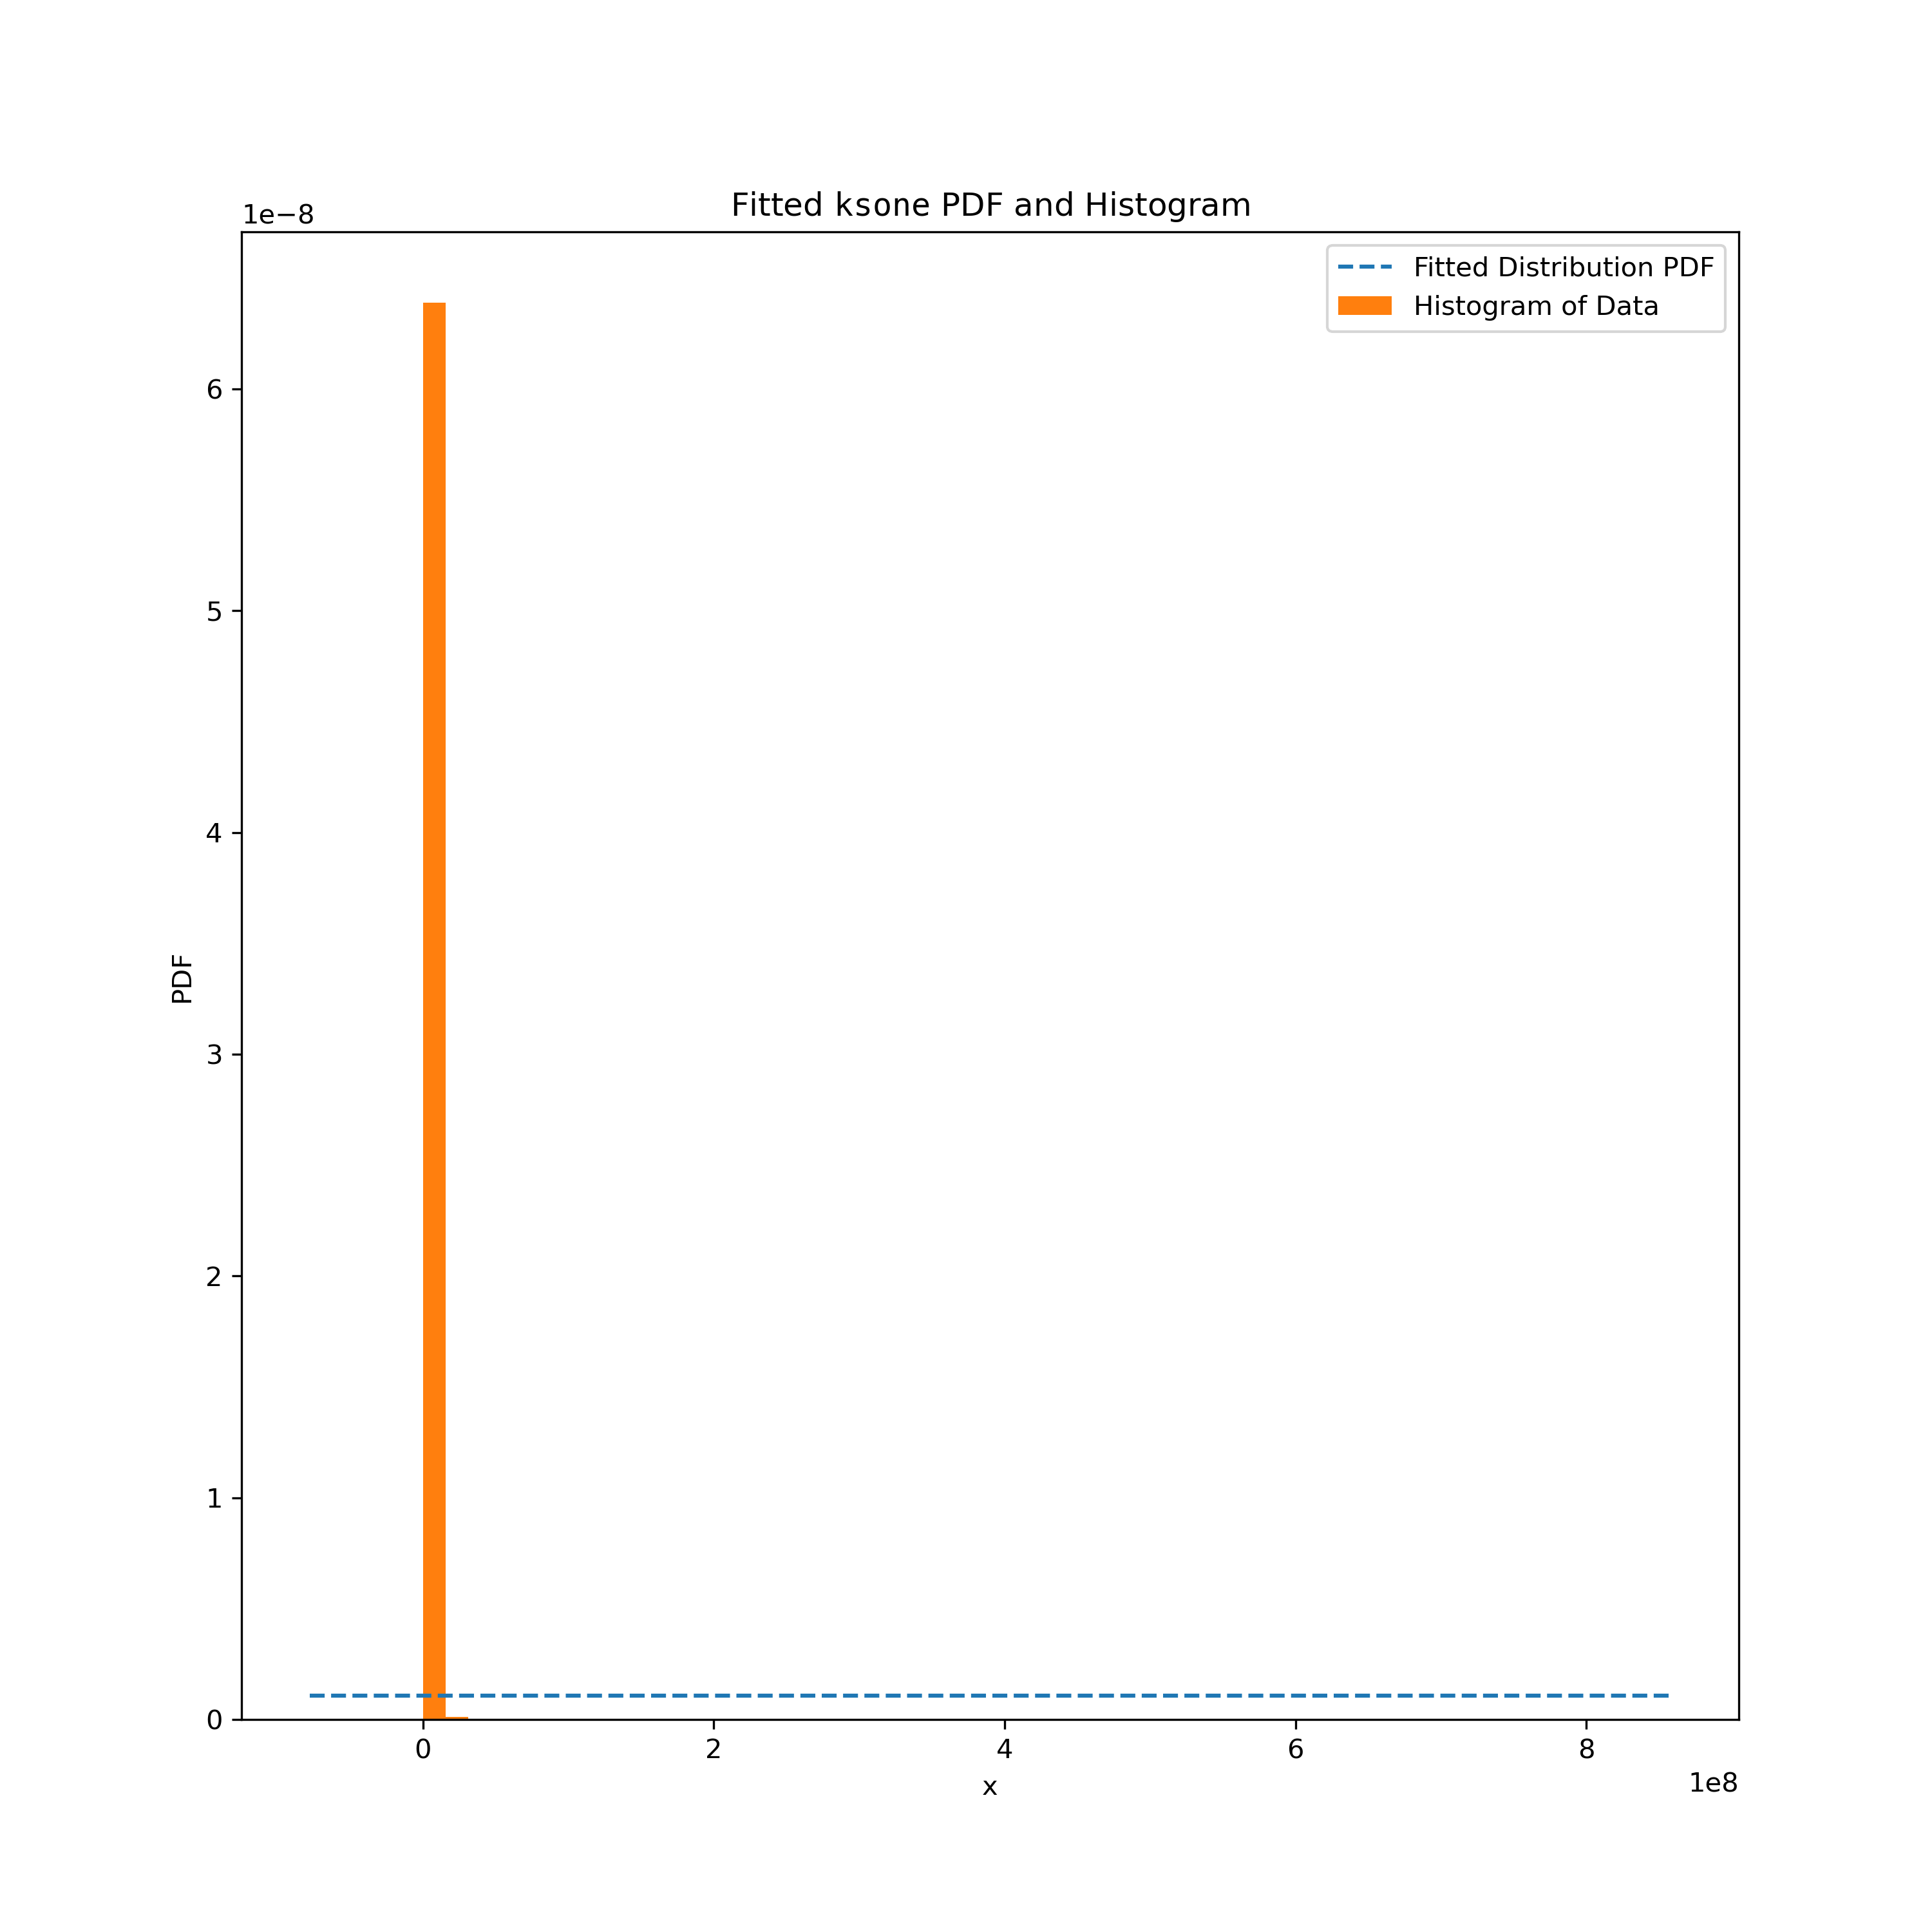 Fitted ksone PDF and Histogram
1e−8
Fitted Distribution PDF
Histogram of Data
6
5
4
3
2
1
0
PDF
0 2 4 6 8
1e8
x